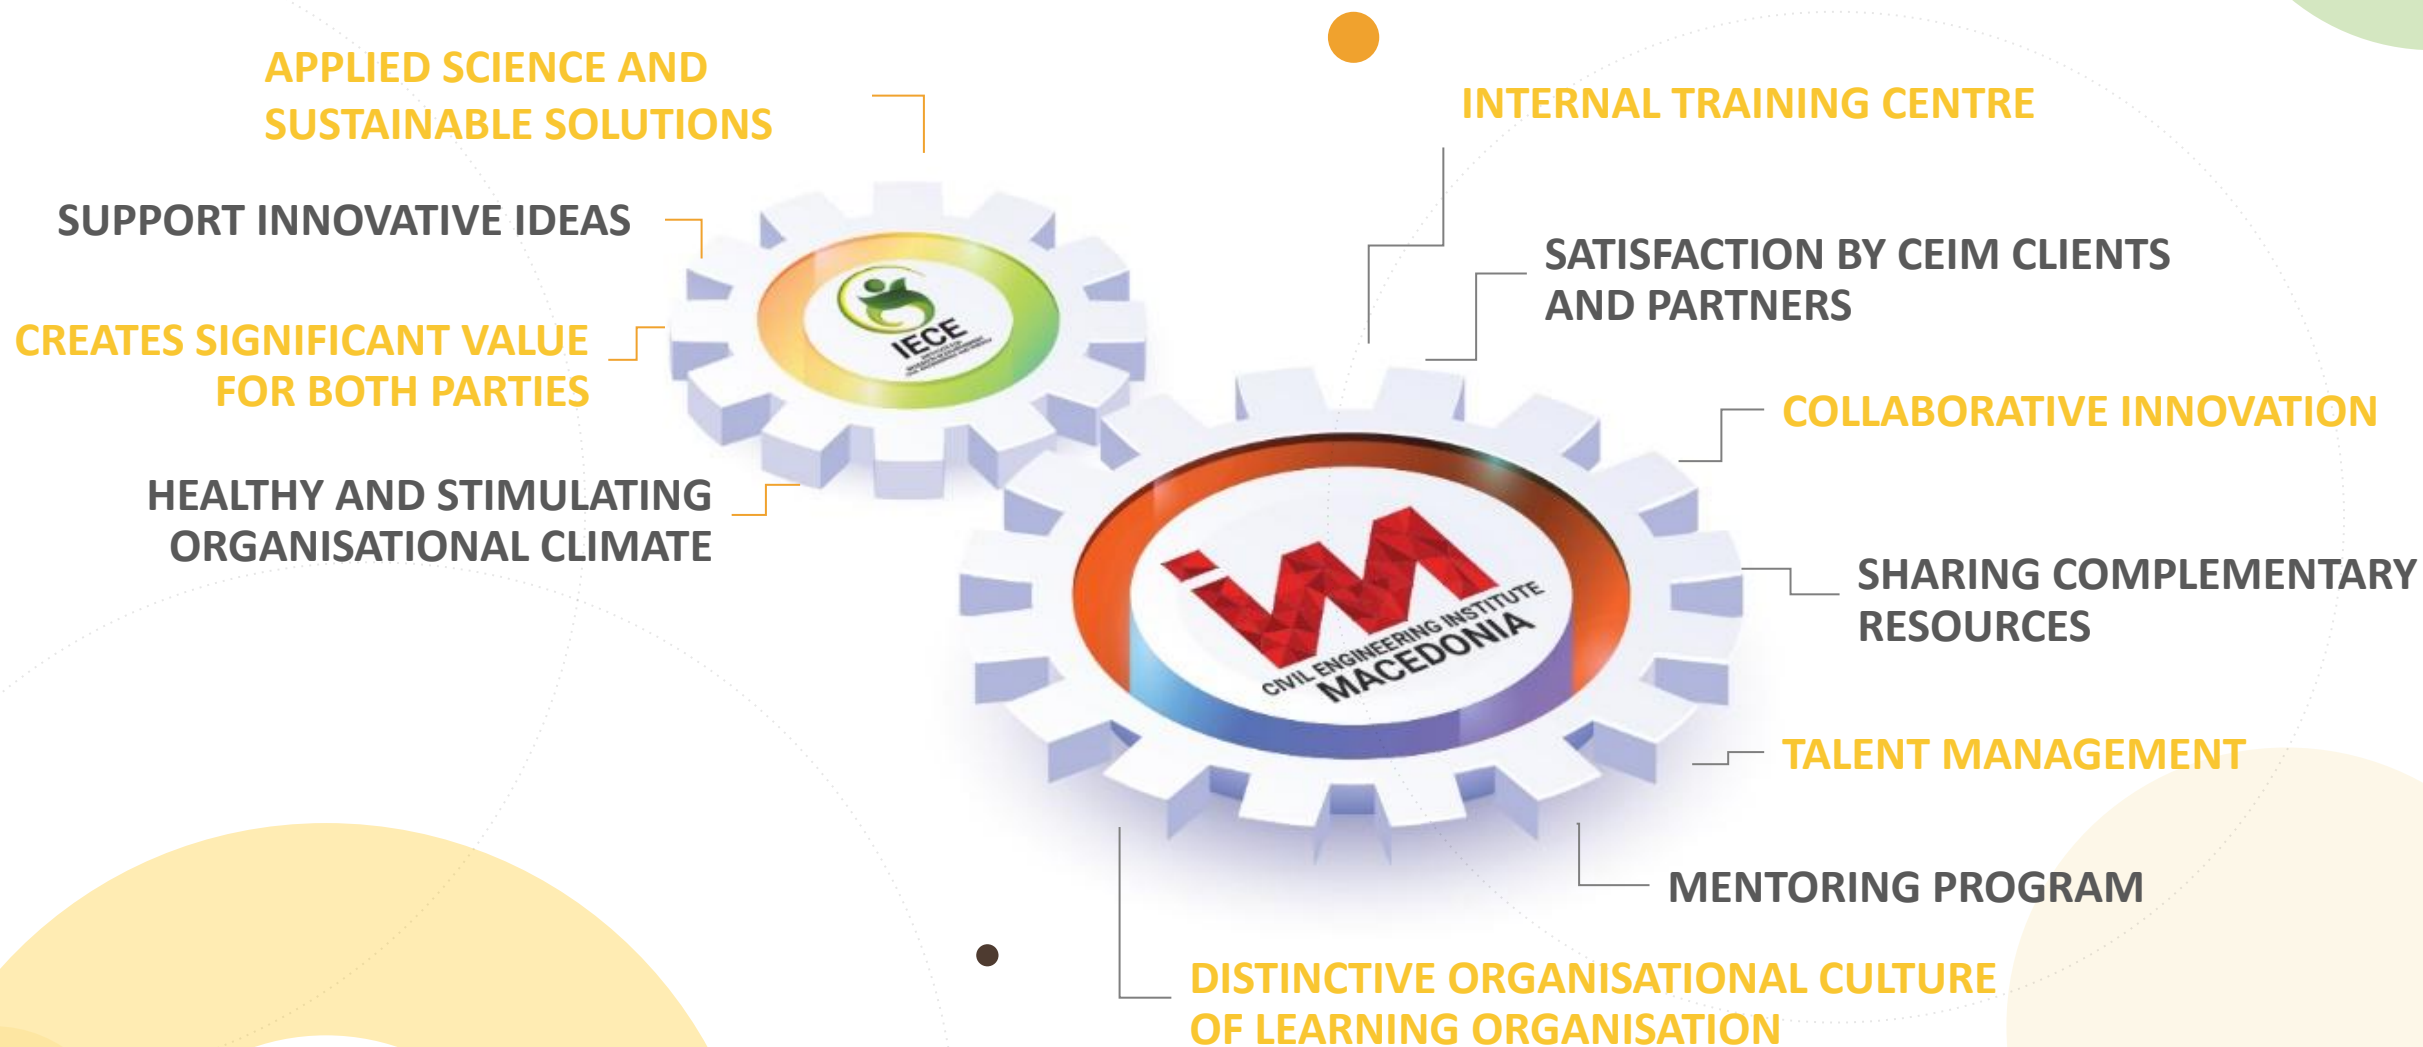 APPLIED SCIENCE AND
SUSTAINABLE SOLUTIONS
SUPPORT INNOVATIVE IDEAS
CREATES SIGNIFICANT VALUE
FOR BOTH PARTIES
HEALTHY AND STIMULATING
ORGANISATIONAL CLIMATE
IECE
INTERNAL TRAINING CENTRE
SATISFACTION BY CEIM CLIENTS
AND PARTNERS
COLLABORATIVE INNOVATION
SHARING COMPLEMENTARY
RESOURCES
TALENT MANAGEMENT
MENTORING PROGRAM
DISTINCTIVE ORGANISATIONAL CULTURE
OF LEARNING ORGANISATION
im
CIVIL ENGINEERING INSTITUTE
MACEDONIA